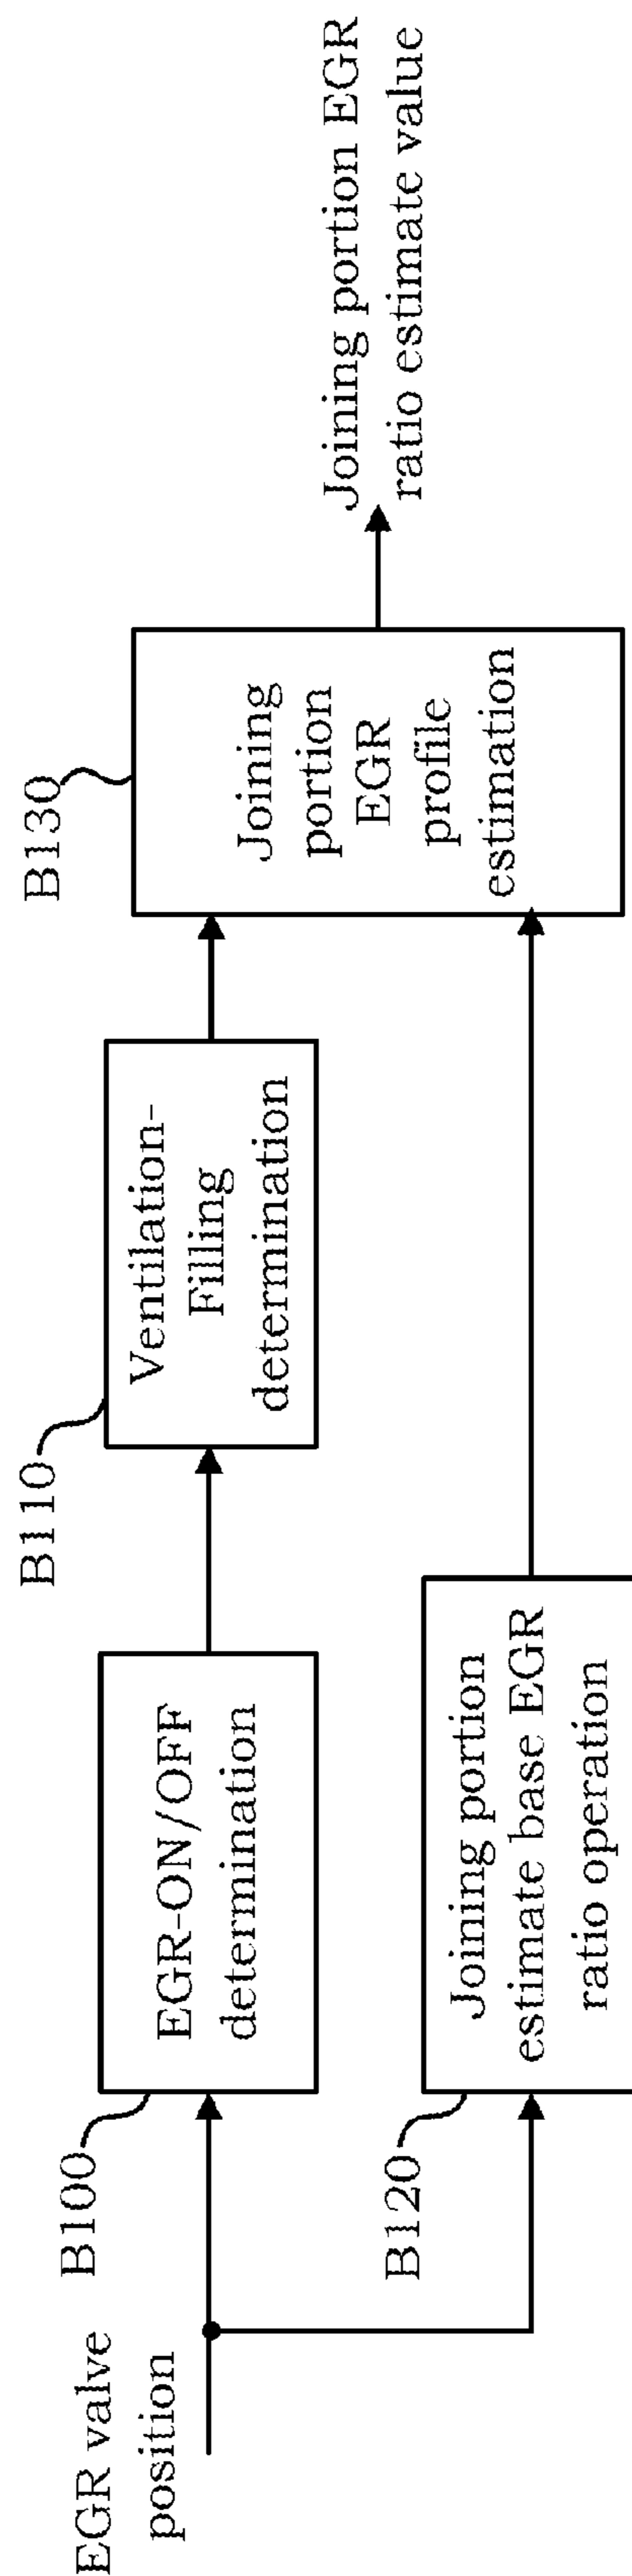 EGR valve
position
B100
EGR-ON/OFF
determination
B110
Ventilation-
Filling
determination
B120
Joining portion
estimate base EGR
ratio operation
B130
Joining
portion
EGR
profile
estimation
Joining portion EGR
ratio estimate value